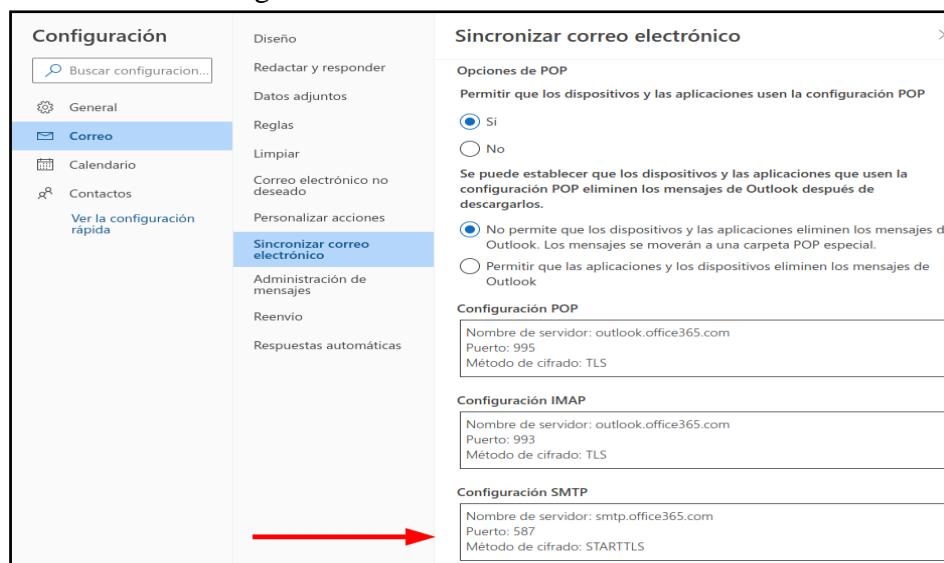 Configuración
Buscar configuracion...
General
Correo
Calendario
Contactos
Ver la configuración
rápida
Diseño
Redactar y responder
Datos adjuntos
Reglas
Limpiar
Correo electrónico no
deseado
Personalizar acciones
Sincronizar correo
electrónico
Administración de
mensajes
Reenvío
Respuestas automáticas
Sincronizar correo electrónico
Opciones de POP
Permitir que los dispositivos y las aplicaciones usen la configuración POP
Sí
No
Se puede establecer que los dispositivos y las aplicaciones que usen la
configuración POP eliminen los mensajes de Outlook después de
descargarlos.
No permite que los dispositivos y las aplicaciones eliminen los mensajes d
Outlook. Los mensajes se moverán a una carpeta POP especial.
Permitir que las aplicaciones y los dispositivos eliminen los mensajes de
Outlook
Configuración POP
Nombre de servidor: outlook.office365.com
Puerto: 995
Método de cifrado: TLS
Configuración IMAP
Nombre de servidor: outlook.office365.com
Puerto: 993
Método de cifrado: TLS
Configuración SMTP
Nombre de servidor: smtp.office365.com
Puerto: 587
Método de cifrado: STARTTLS